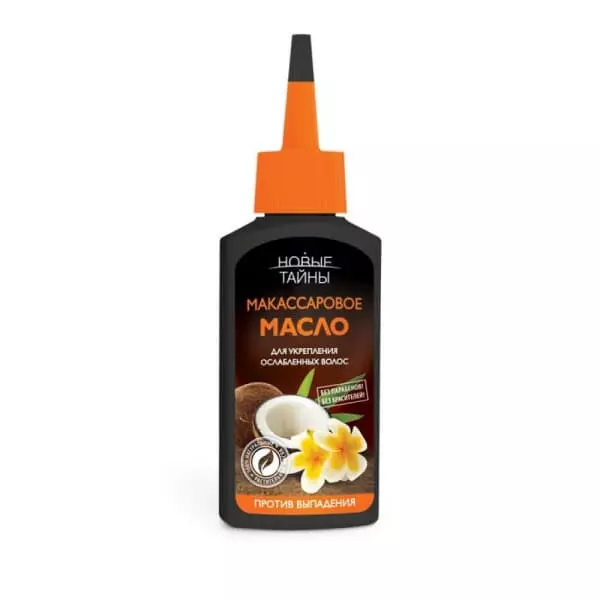 НОВЫЕ
ТАЙНЫ
МАКАССАРОВОЕ
МАСЛО
ДЛЯ УКРЕПЛЕНИЯ
ОСЛАБЛЕННЫХ ВОЛОС
БЕЗ ПАРАБЕНОВ!
БЕЗ КРАСИТЕЛЕЙ!
ПРОТИВ ВЫПАДЕНИЯ